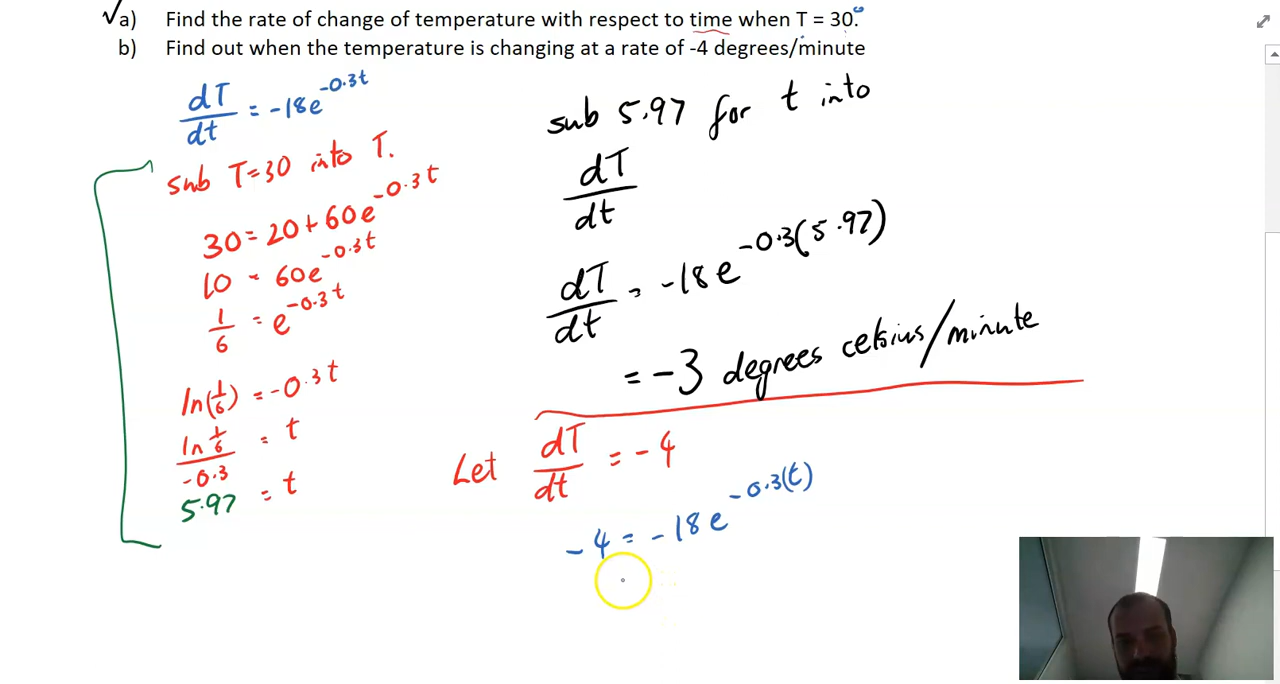 √a) Find the rate of change of temperature with respect to time when T = 30°.
b) Find out when the temperature is changing at a rate of -4 degrees/minute
dT/dt = -18e^-0.3t
sub T=30 into T.
30 = 20 + 60e^-0.3t
10 = 60e^-0.3t
1/6 = e^-0.3t
ln(1/6) = -0.3t
ln 1/6 / -0.3 = t
5.97 = t
sub 5.97 for t into
dT/dt
dT/dt = -18e^-0.3(5.97)
= -3 degrees celsius/minute
Let dT/dt = -4
-4 = -18e^-0.3(t)